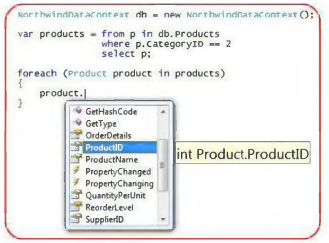 NorthwindDataContext db = new NorthwindDataContext();
var products = from p in db.Products
where p.CategoryID == 2
select p;
foreach (Product product in products)
{
product.
}
GetHashCode
GetType
OrderDetails
ProductID
int Product.ProductID
ProductName
PropertyChanged
PropertyChanging
QuantityPerUnit
ReorderLevel
SupplierID